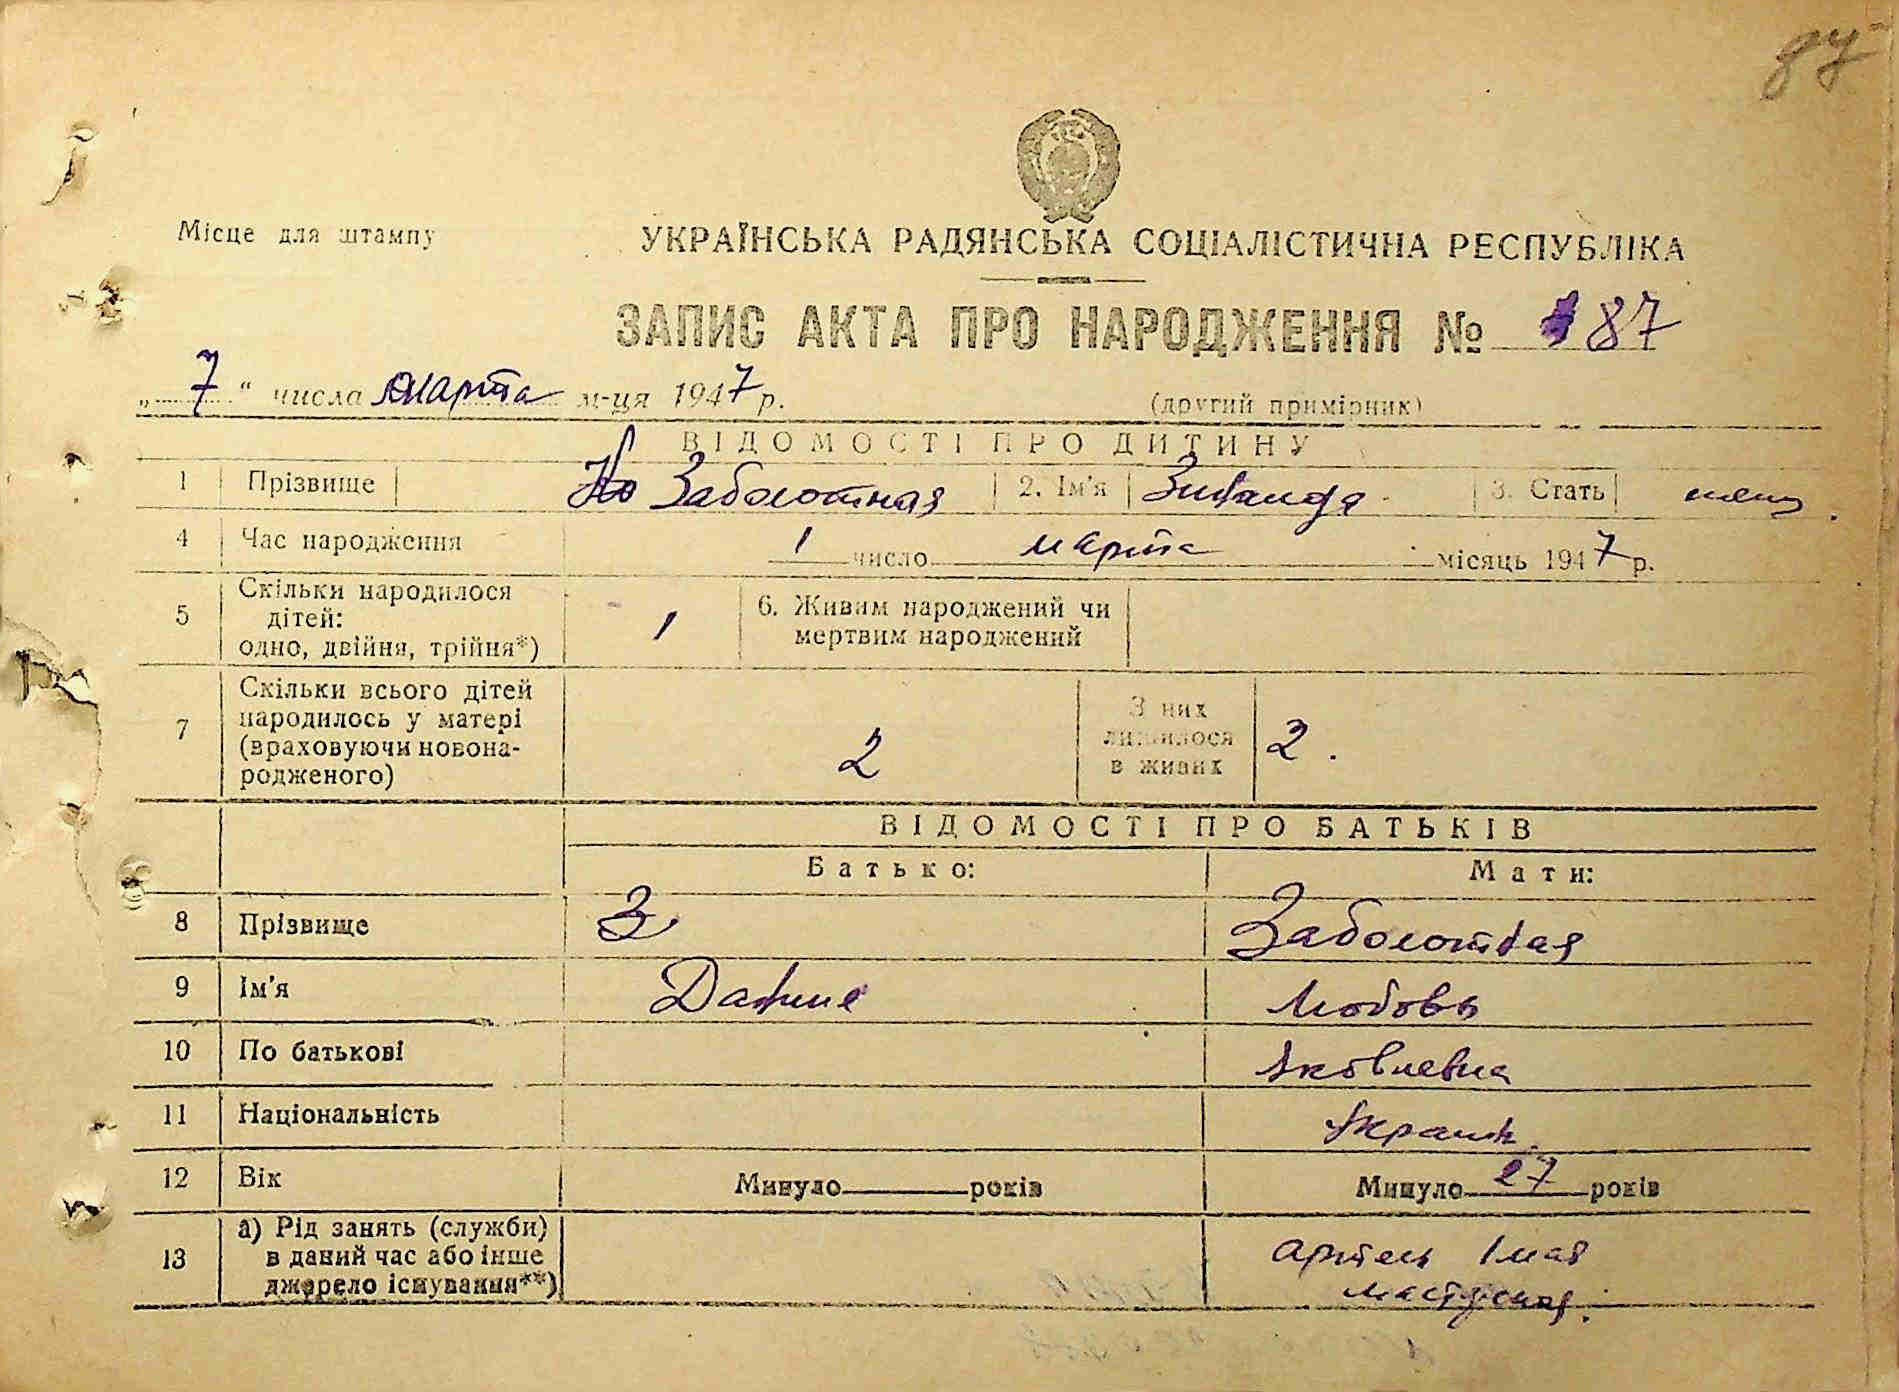 87
Місце для штампу
УКРАЇНСЬКА РАДЯНСЬКА СОЦІАЛІСТИЧНА РЕСПУБЛІКА
ЗАПИС АКТА ПРО НАРОДЖЕННЯ № 87
„7“ числа марта м-ця 1947 р.
(другий примірник)
ВІДОМОСТІ ПРО ДИТИНУ
1 Прізвище Заболотная 2. Ім'я Зинаида 3. Стать жен.
4 Час народження 1 число марта місяць 1947 р.
5 Скільки народилося дітей: одно, двійня, трійня*) 1 6. Живим народжений чи мертвим народжений
7 Скільки всього дітей народилось у матері (враховуючи новонародженого) 2 З них лишилося в живих 2.
ВІДОМОСТІ ПРО БАТЬКІВ
Батько: Мати:
8 Прізвище З Заболотная
9 Ім'я Любовь
10 По батькові Яковлевна
11 Національність Украинк.
12 Вік Минуло років Минуло 27 років
13 а) Рід занять (служби) в даний час або інше джерело існування**) артель 1 мая